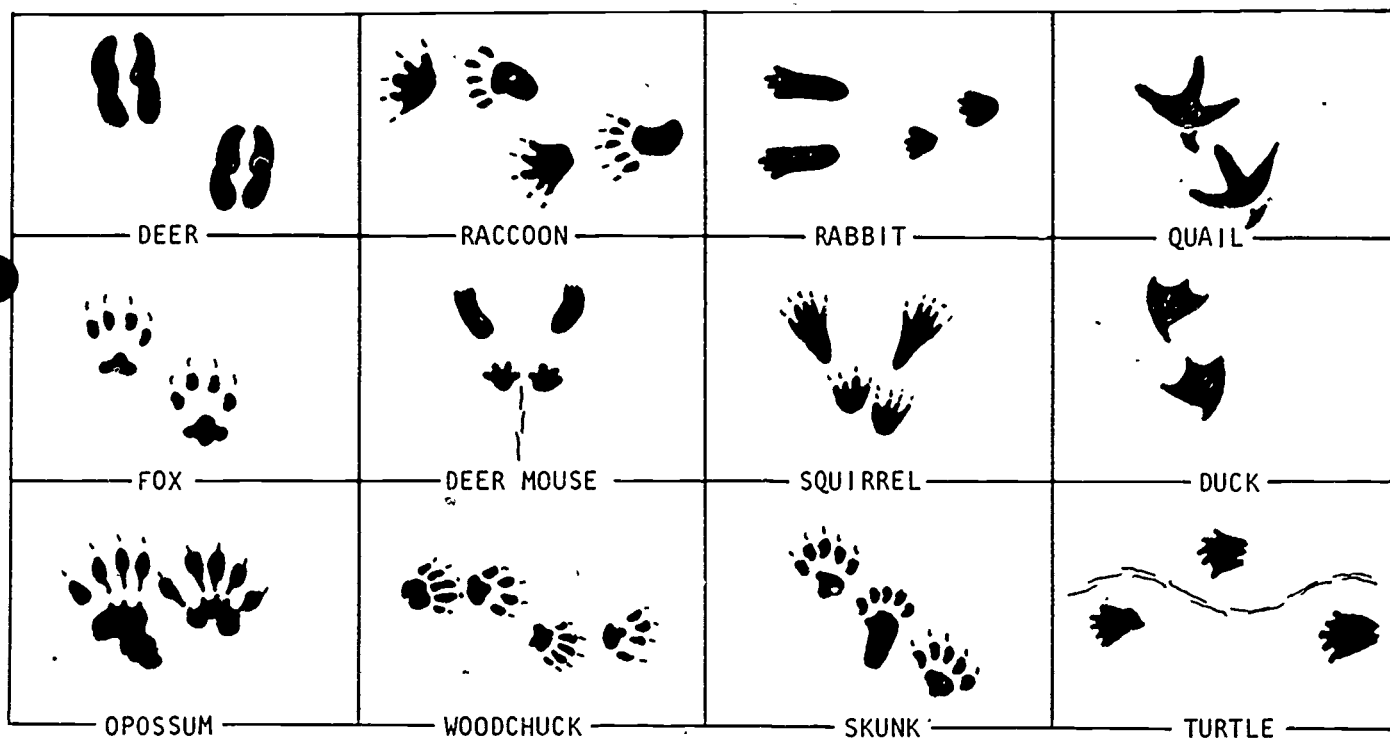 DEER RACCOON RABBIT QUAIL
FOX DEER MOUSE SQUIRREL DUCK
OPOSSUM WOODCHUCK SKUNK TURTLE